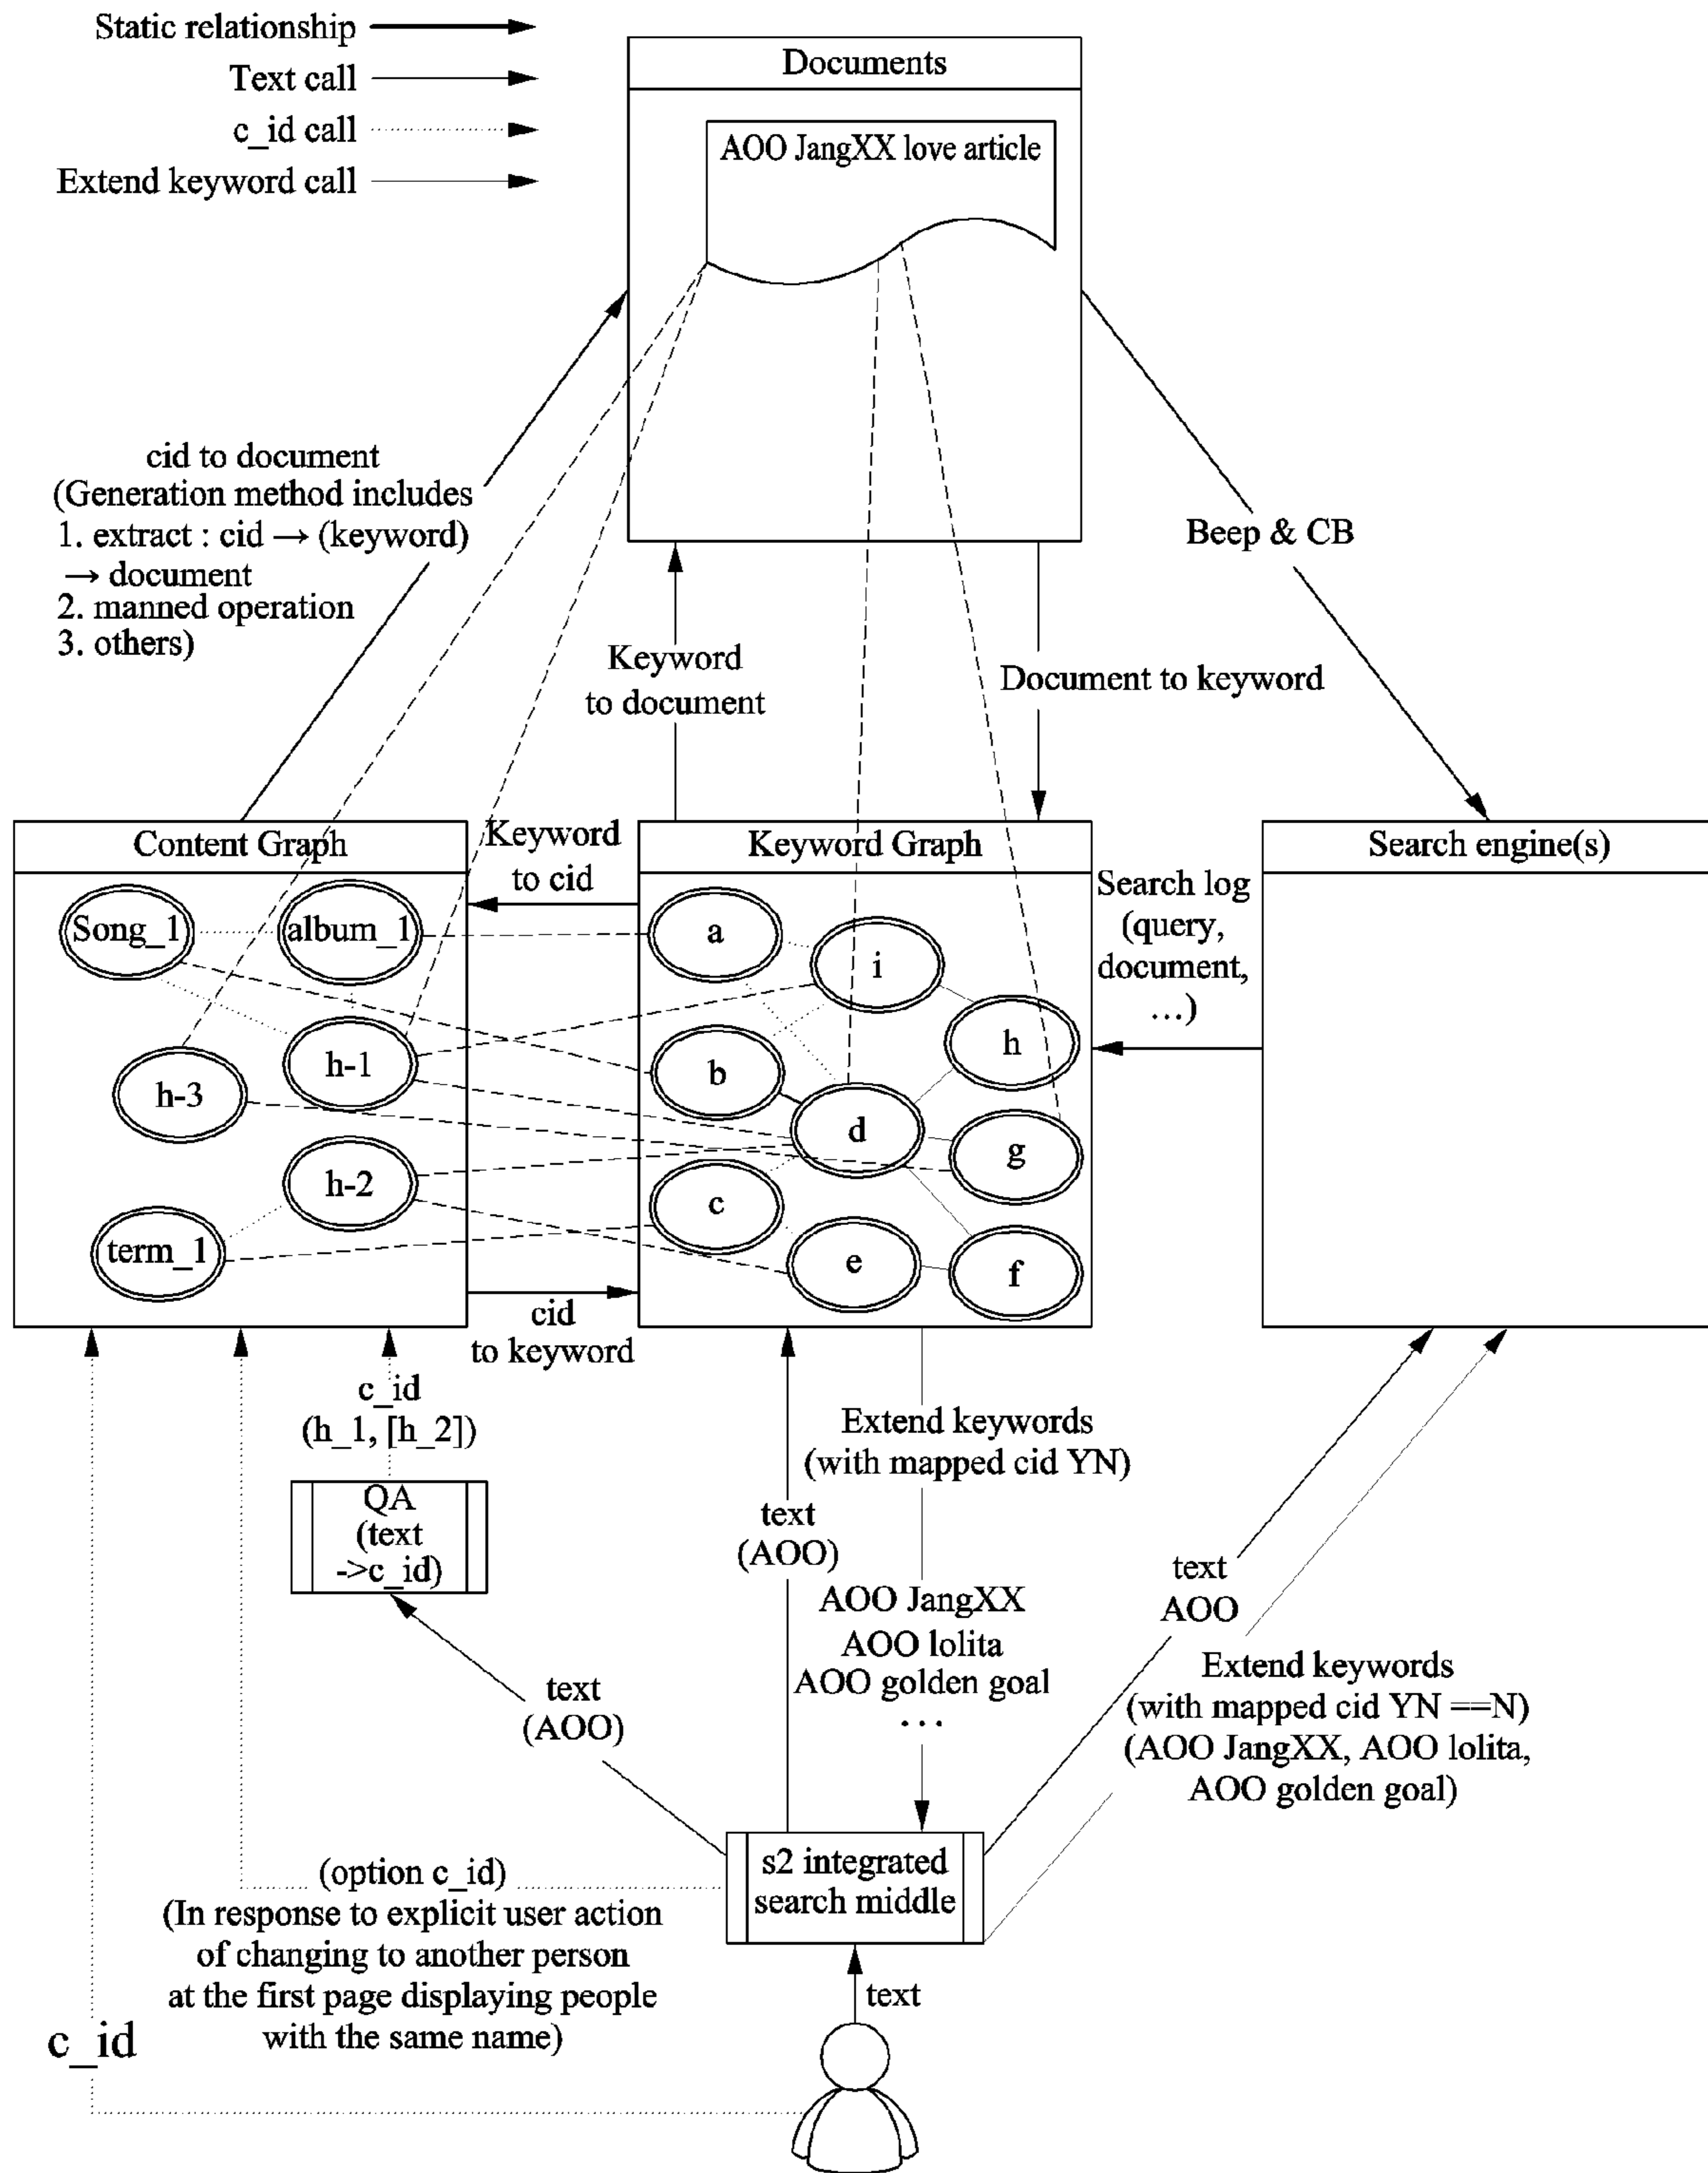 Static relationship
Text call
c_id call
Extend keyword call
Documents
AOO JangXX love article
cid to document
(Generation method includes
1. extract : cid → (keyword)
→ document
2. manned operation
3. others)
Beep & CB
Keyword
to document
Document to keyword
Content Graph
Keyword
to cid
Keyword Graph
Search engine(s)
Search log
(query,
document,
...)
Song_1
album_1
h-1
h-3
h-2
term_1
a
i
h
b
d
g
c
e
f
cid
to keyword
c_id
(h_1, [h_2])
QA
(text
->c_id)
text
(AOO)
text
(AOO)
Extend keywords
(with mapped cid YN)
AOO JangXX
AOO lolita
AOO golden goal
...
text
AOO
Extend keywords
(with mapped cid YN ==N)
(AOO JangXX, AOO lolita,
AOO golden goal)
s2 integrated
search middle
(option c_id)
(In response to explicit user action
of changing to another person
at the first page displaying people
with the same name)
text
c_id